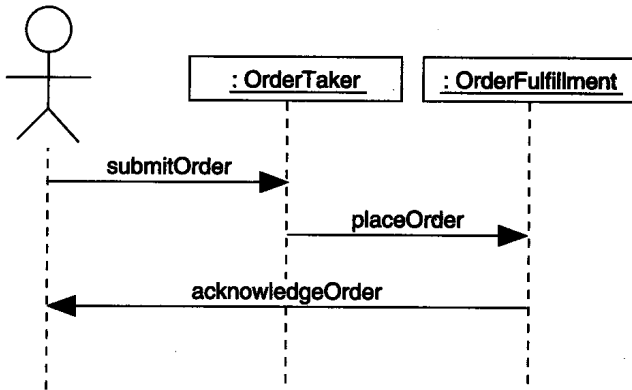 : OrderTaker
: OrderFulfillment
submitOrder
placeOrder
acknowledgeOrder